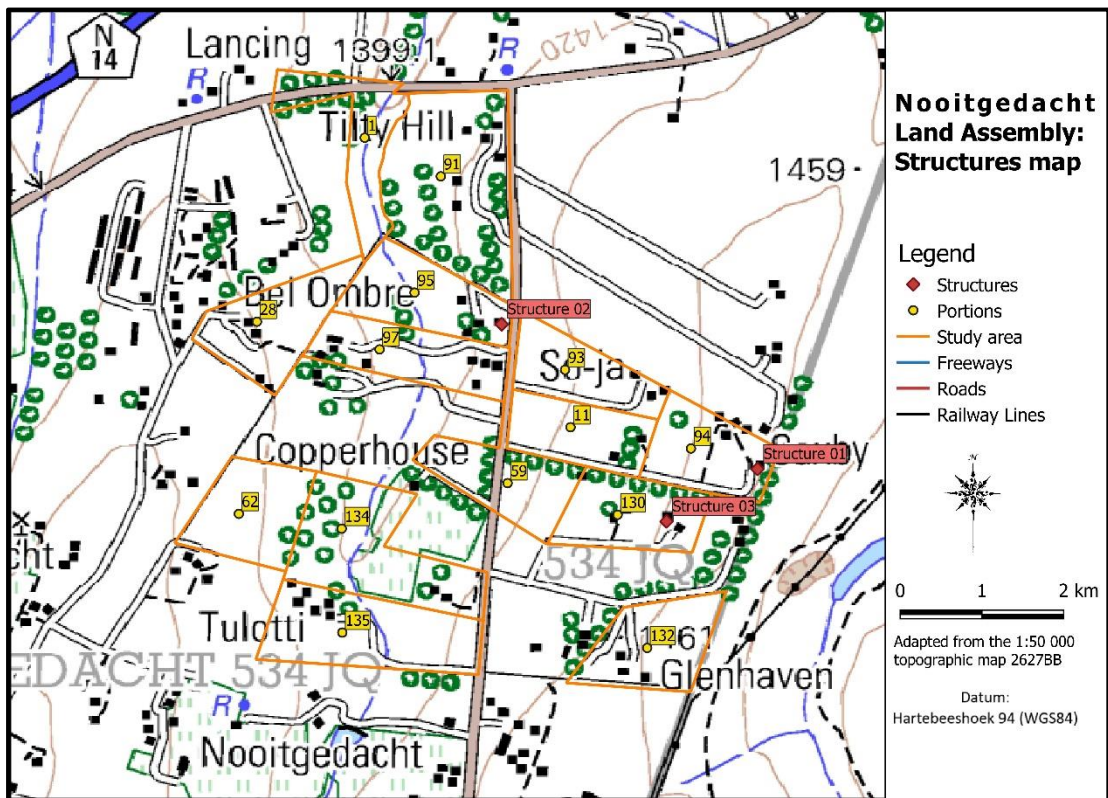 N
14
Lancing
1399.1
1420
R
R
Tilty Hill
1
91
1459
95
Bel Ombre
28
Structure 02
97
93
11
94
Structure 01
Copperhouse
59
62
134
130
Structure 03
cht
534 JQ
Tulotti
135
132
61
Glenhaven
EDACHT 534 JQ
R
Nooitgedacht
Nooitgedacht
Land Assembly:
Structures map
Legend
Structures
Portions
Study area
Freeways
Roads
Railway Lines
0 1 2 km
Adapted from the 1:50 000
topographic map 2627BB
Datum:
Hartebeeshoek 94 (WGS84)